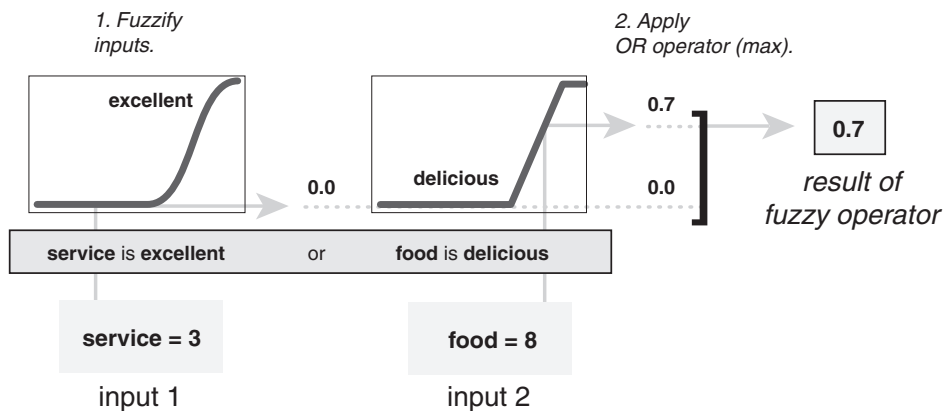 1. Fuzzify
inputs.
2. Apply
OR operator (max).
excellent
0.0
delicious
0.7
0.0
0.7
result of
fuzzy operator
service is excellent or food is delicious
service = 3
food = 8
input 1
input 2